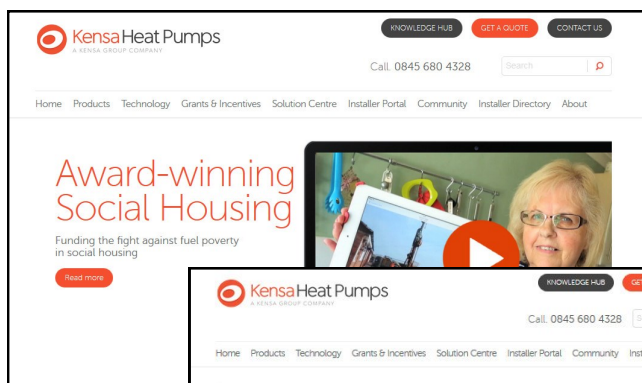 KNOWLEDGE HUB GET A QUOTE CONTACT US
Kensa Heat Pumps
A KENSA GROUP COMPANY
Call. 0845 680 4328 Search
Home Products Technology Grants & Incentives Solution Centre Installer Portal Community Installer Directory About
Award-winning
Social Housing
Funding the fight against fuel poverty
in social housing
Read more
KNOWLEDGE HUB
Kensa Heat Pumps
A KENSA GROUP COMPANY
Call. 0845 680 4328
Home Products Technology Grants & Incentives Solution Centre Installer Portal Community